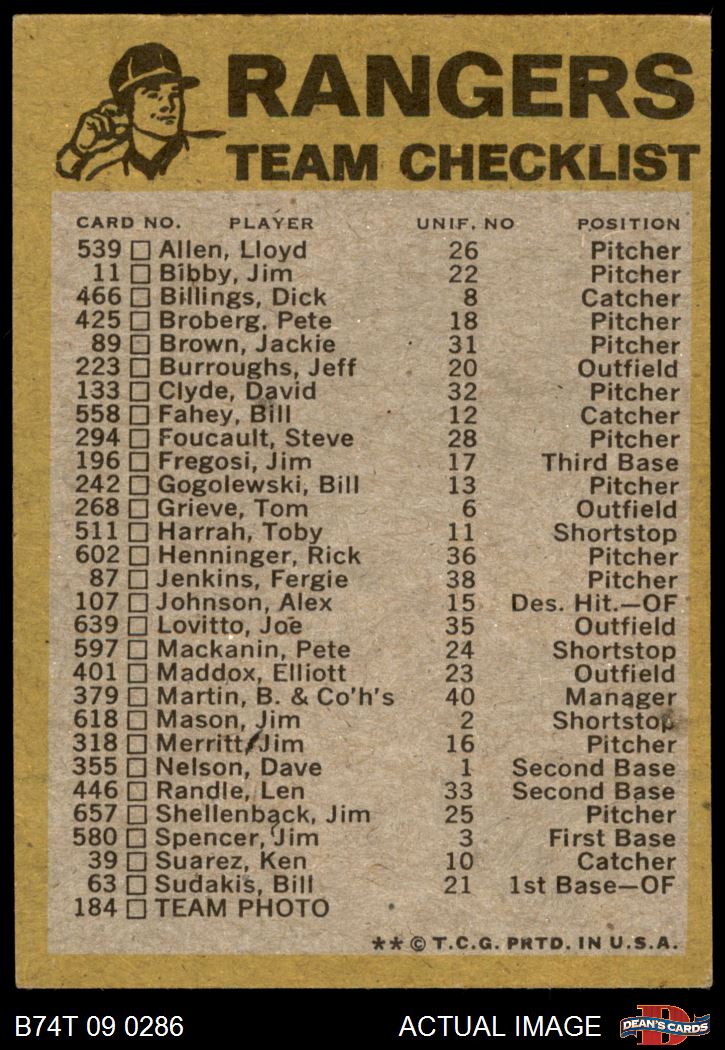 RANGERS
TEAM CHECKLIST
CARD NO. PLAYER UNIF. NO POSITION
539 □ Allen, Lloyd 26 Pitcher
11 □ Bibby, Jim 22 Pitcher
466 □ Billings, Dick 8 Catcher
425 □ Broberg, Pete 18 Pitcher
89 □ Brown, Jackie 31 Pitcher
223 □ Burroughs, Jeff 20 Outfield
133 □ Clyde, David 32 Pitcher
558 □ Fahey, Bill 12 Catcher
294 □ Foucault, Steve 28 Pitcher
196 □ Fregosi, Jim 17 Third Base
242 □ Gogolewski, Bill 13 Pitcher
268 □ Grieve, Tom 6 Outfield
511 □ Harrah, Toby 11 Shortstop
602 □ Henninger, Rick 36 Pitcher
87 □ Jenkins, Fergie 38 Pitcher
107 □ Johnson, Alex 15 Des. Hit.—OF
639 □ Lovitto, Joe 35 Outfield
597 □ Mackanin, Pete 24 Shortstop
401 □ Maddox, Elliott 23 Outfield
379 □ Martin, B. & Co'h's 40 Manager
618 □ Mason, Jim 2 Shortstop
318 □ Merritt, Jim 16 Pitcher
355 □ Nelson, Dave 1 Second Base
446 □ Randle, Len 33 Second Base
657 □ Shellenback, Jim 25 Pitcher
580 □ Spencer, Jim 3 First Base
39 □ Suarez, Ken 10 Catcher
63 □ Sudakis, Bill 21 1st Base—OF
184 □ TEAM PHOTO
** © T.C.G. PRTD. IN U.S.A.
B74T 09 0286 ACTUAL IMAGE D DEAN'S CARDS